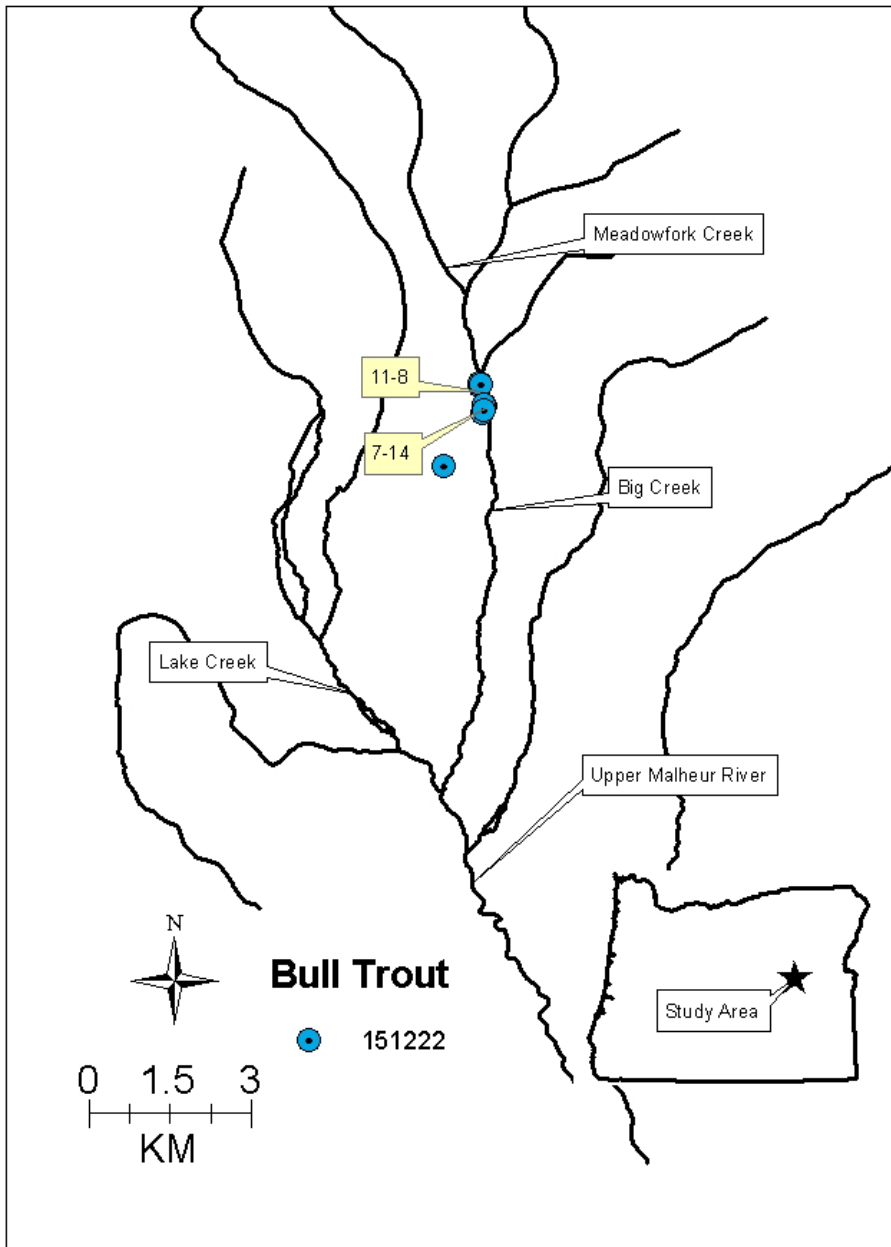 Meadowfork Creek
11-8
7-14
Big Creek
Lake Creek
Upper Malheur River
N
Bull Trout
151222
Study Area
0 1.5 3
KM